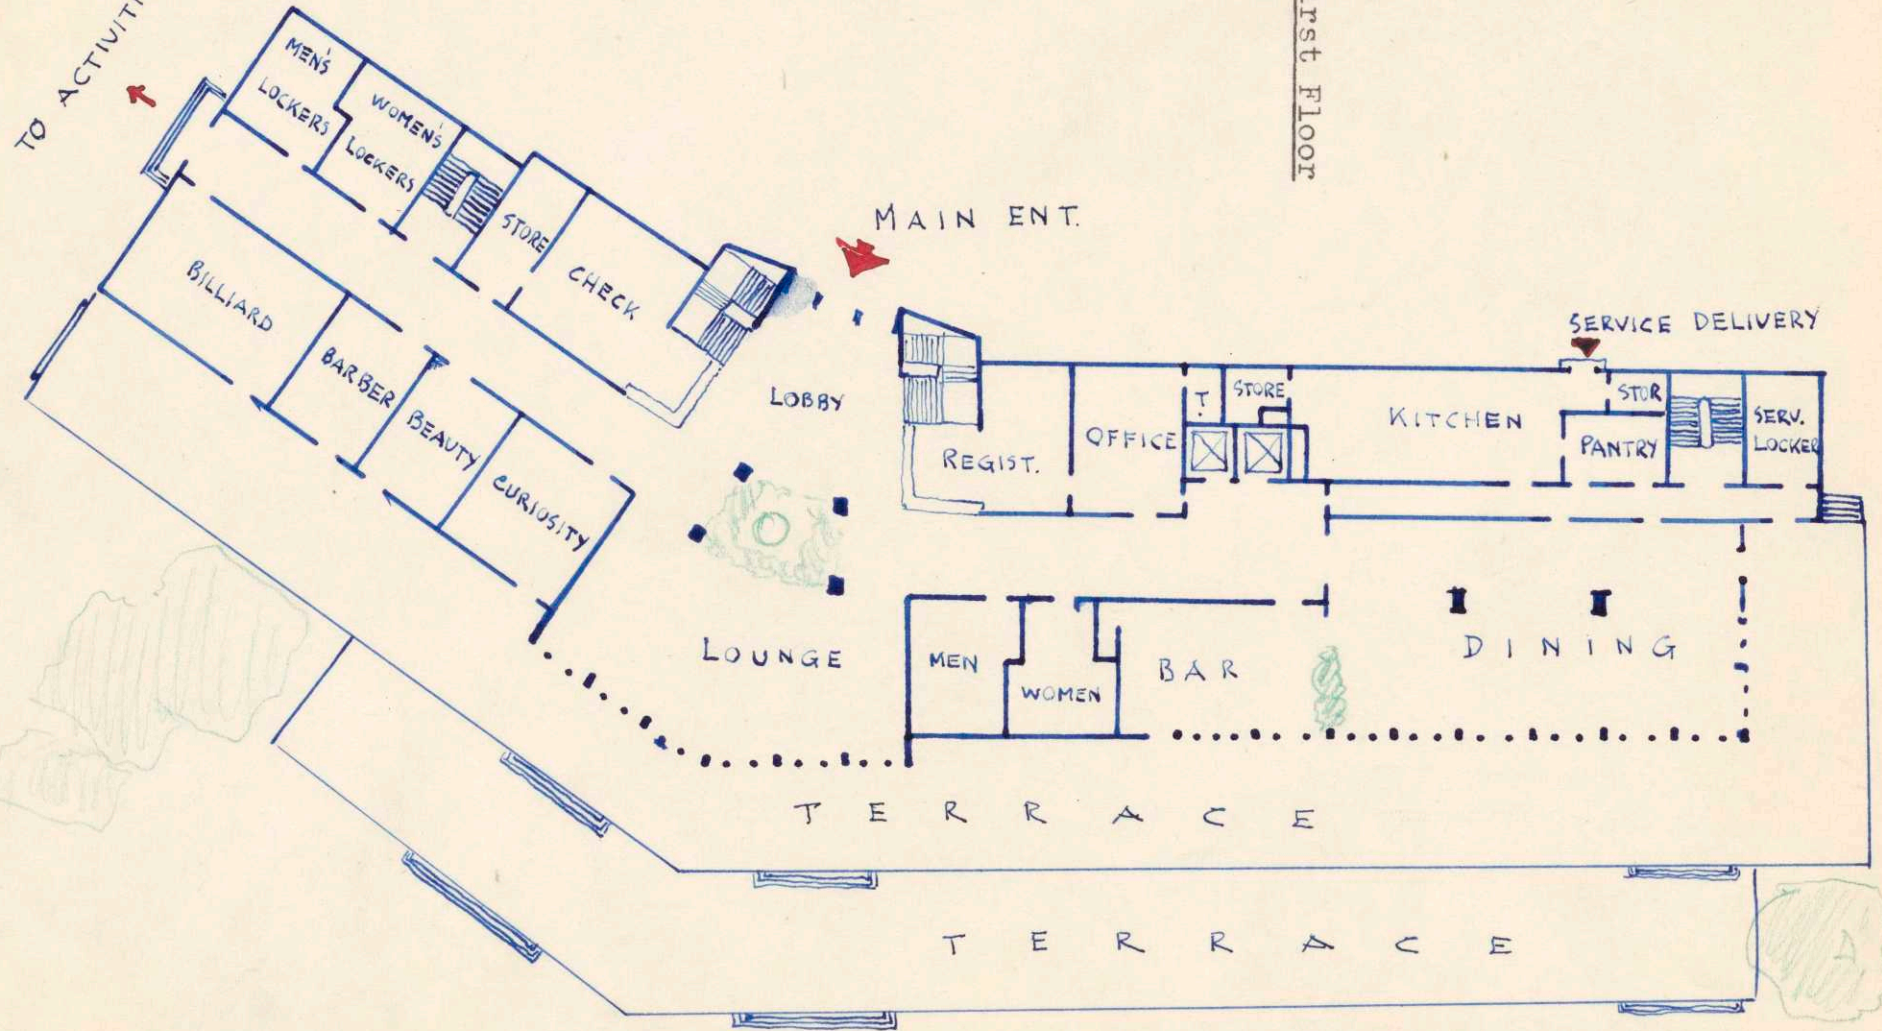 TO ACTIVITI
MEN'S
LOCKERS
WOMEN'S
LOCKERS
STORE
CHECK
MAIN ENT.
rst Floor
BILLIARD
BARBER
BEAUTY
CURIOSITY
LOBBY
REGIST.
OFFICE
T.
STORE
KITCHEN
SERVICE DELIVERY
STOR
PANTRY
SERV.
LOCKER
LOUNGE
MEN
WOMEN
BAR
DINING
TERRACE
TERRACE